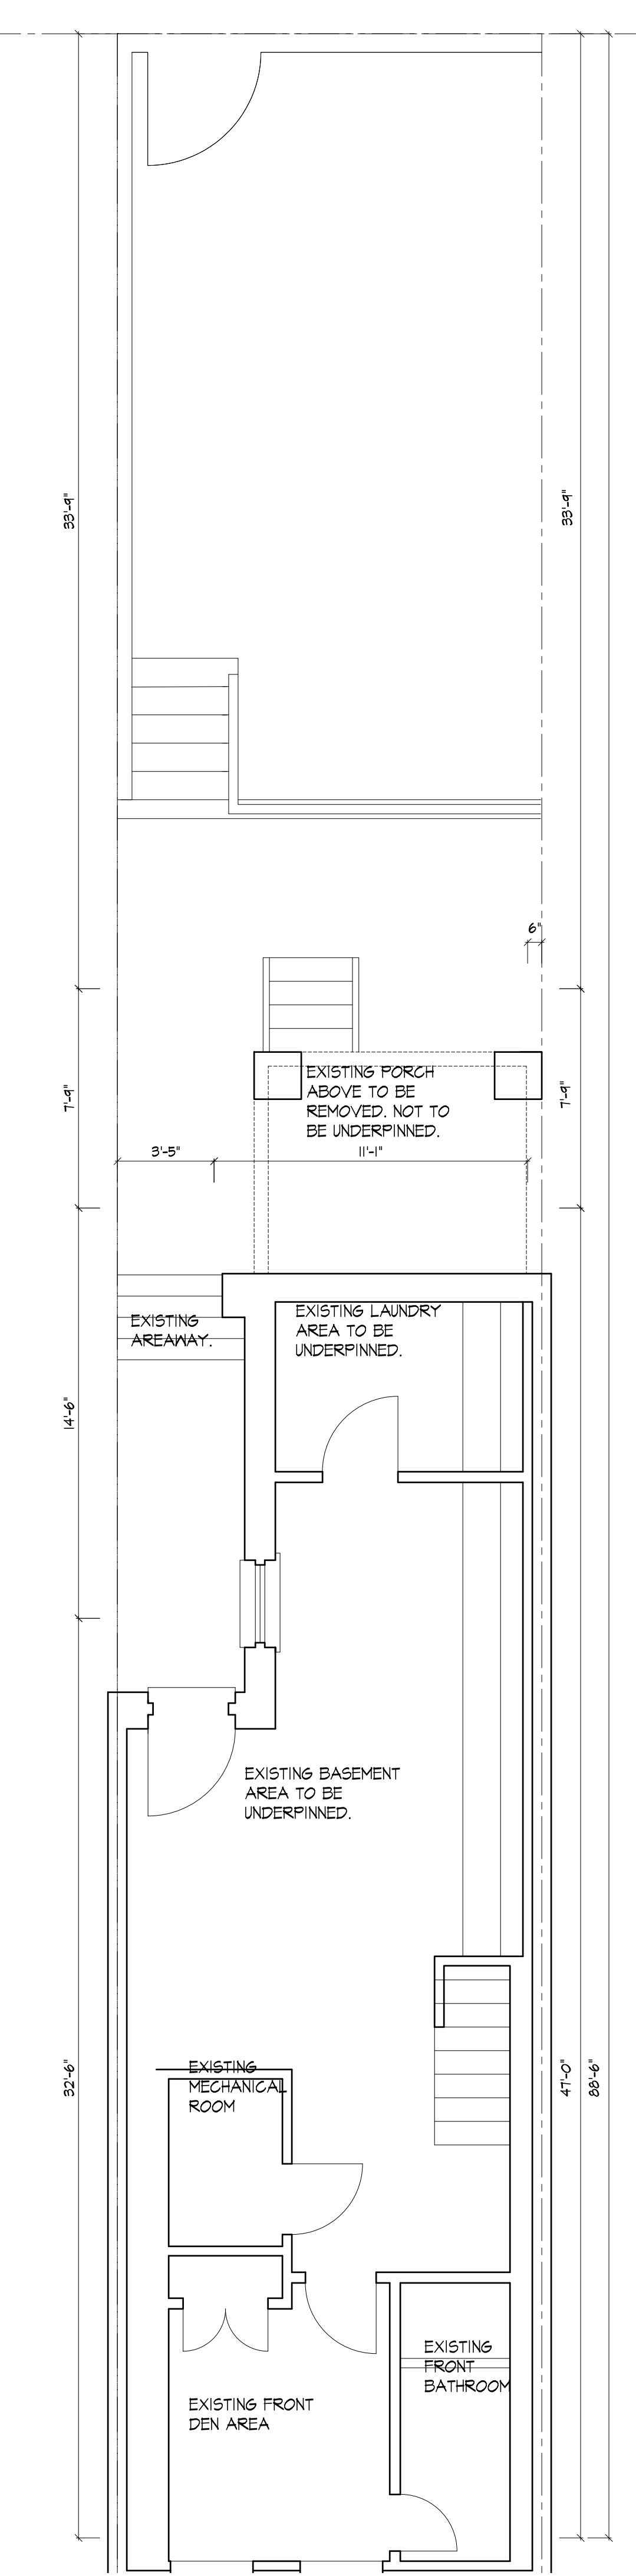 33'-9"
33'-9"
6"
7'-9"
EXISTING PORCH
ABOVE TO BE
REMOVED. NOT TO
BE UNDERPINNED.
7'-9"
3'-5"
11'-1"
EXISTING
AREAWAY.
EXISTING LAUNDRY
AREA TO BE
UNDERPINNED.
14'-6"
EXISTING BASEMENT
AREA TO BE
UNDERPINNED.
32'-6"
EXISTING
MECHANICAL
ROOM
47'-0"
88'-6"
EXISTING
FRONT
BATHROOM
EXISTING FRONT
DEN AREA